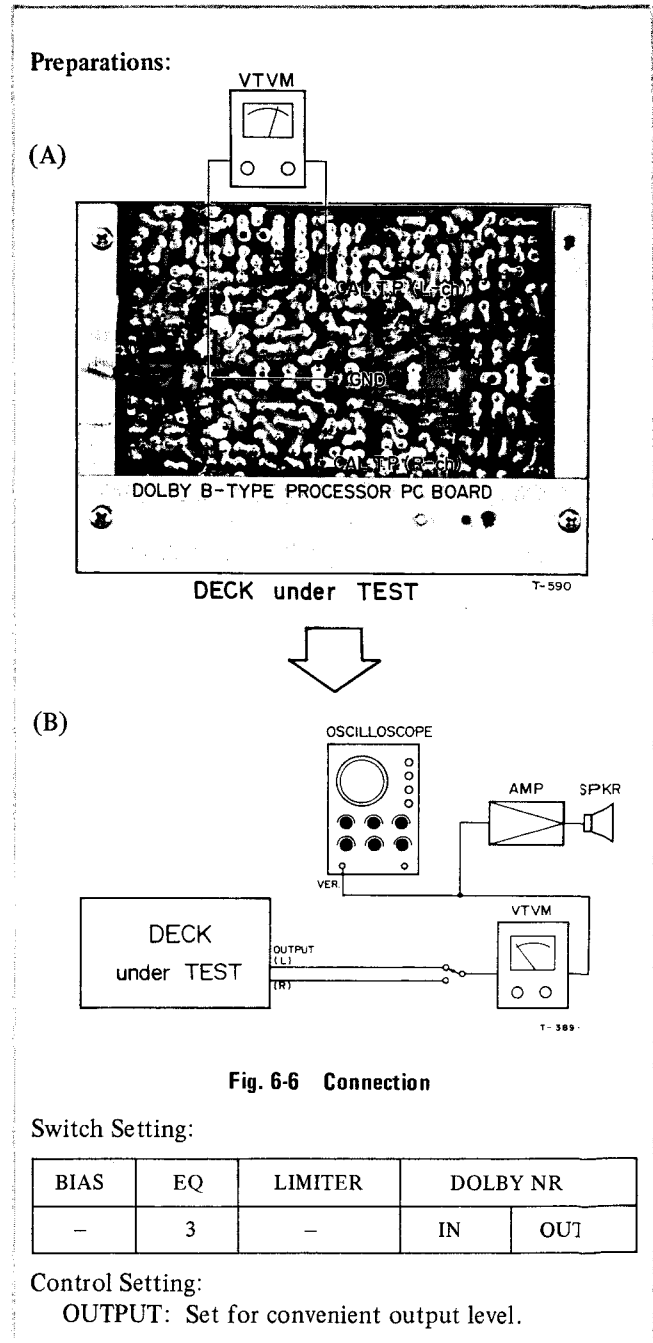 Preparations:
VTVM
(A)
CAL.T.P (L-ch)
GND
CAL.T.P (R-ch)
DOLBY B-TYPE PROCESSOR PC BOARD
DECK under TEST
T-590
(B)
OSCILLOSCOPE
AMP
SPKR
VER.
VTVM
DECK
under TEST
OUTPUT
(L)
(R)
T-389
Fig. 6-6 Connection
Switch Setting:
BIAS EQ LIMITER DOLBY NR
– 3 – IN OUT
Control Setting:
OUTPUT: Set for convenient output level.